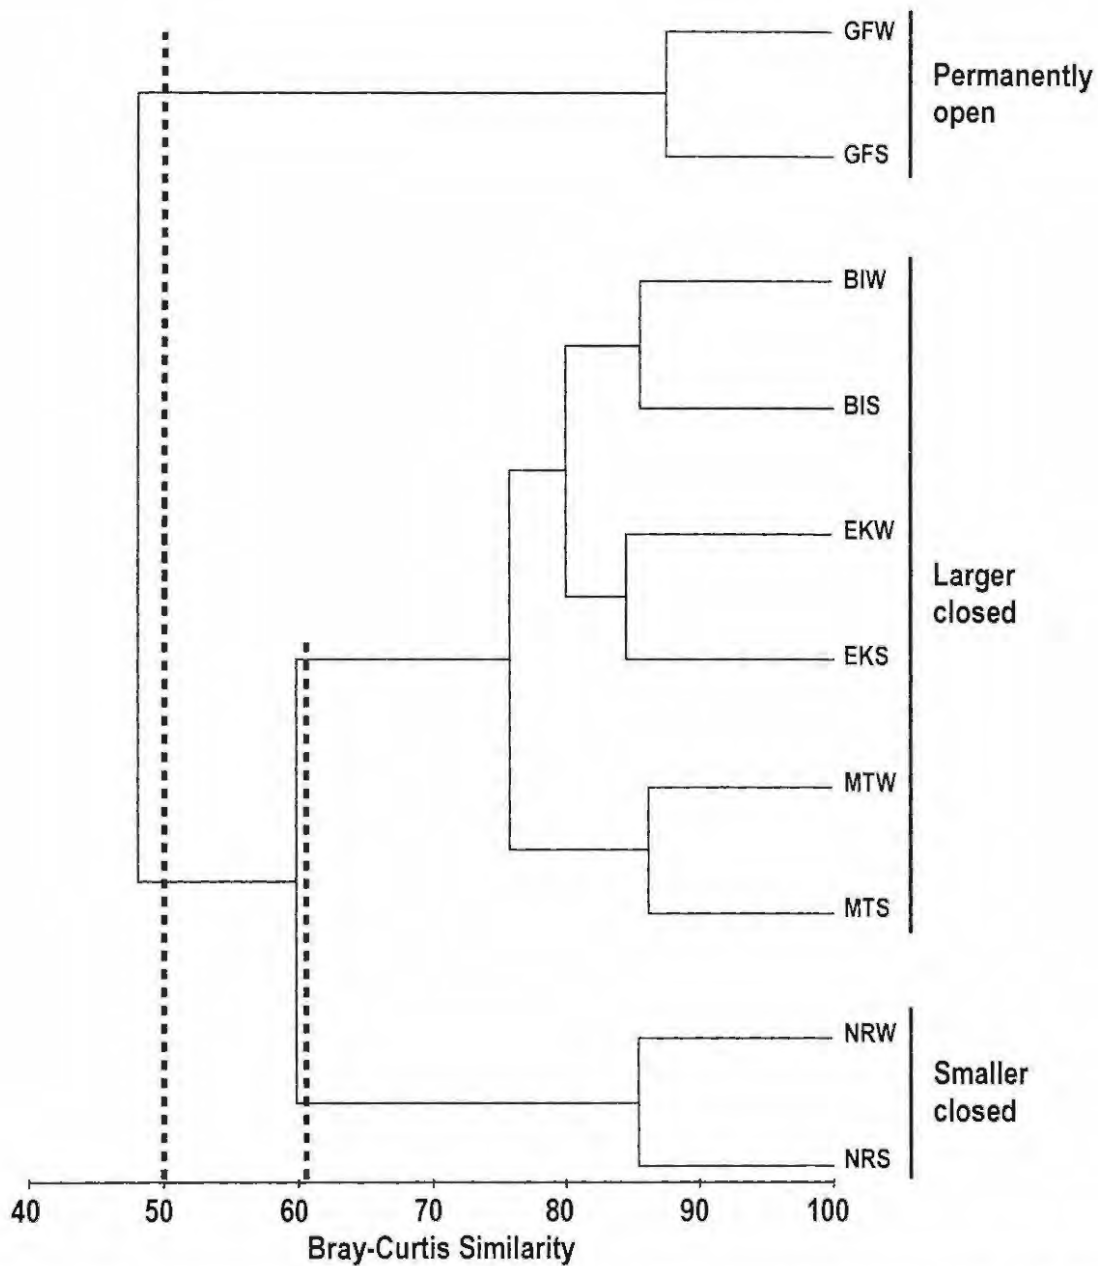 GFW
Permanently
open
GFS
BIW
BIS
EKW
Larger
closed
EKS
MTW
MTS
NRW
Smaller
closed
NRS
40 50 60 70 80 90 100
Bray-Curtis Similarity